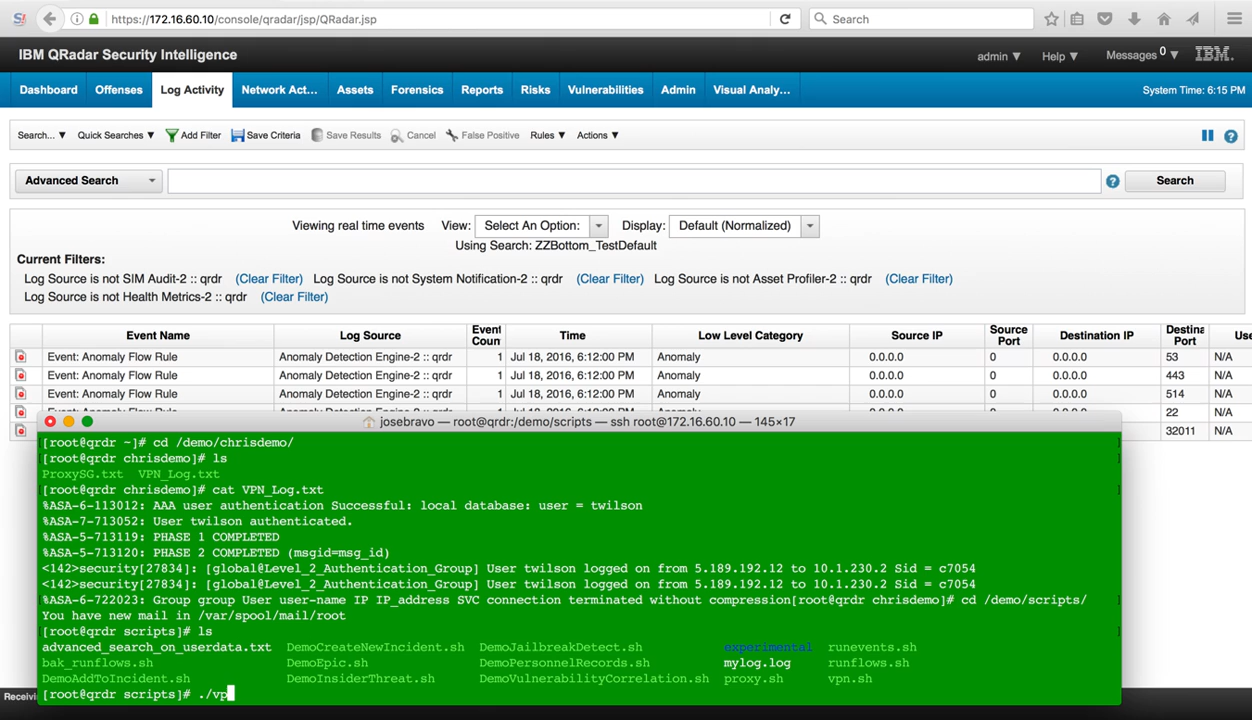 https://172.16.60.10/console/qradar/jsp/QRadar.jsp
Search
IBM QRadar Security Intelligence
admin ▼ Help ▼ Messages 0 ▼ IBM.
Dashboard Offenses Log Activity Network Act... Assets Forensics Reports Risks Vulnerabilities Admin Visual Analy... System Time: 6:15 PM
Search... ▼ Quick Searches ▼ Add Filter Save Criteria Save Results Cancel False Positive Rules ▼ Actions ▼
Advanced Search Search
Viewing real time events View: Select An Option: Display: Default (Normalized)
Using Search: ZZBottom_TestDefault
Current Filters:
Log Source is not SIM Audit-2 :: qrdr (Clear Filter) Log Source is not System Notification-2 :: qrdr (Clear Filter) Log Source is not Asset Profiler-2 :: qrdr (Clear Filter)
Log Source is not Health Metrics-2 :: qrdr (Clear Filter)
Event Name Log Source Event Coun Time Low Level Category Source IP Source Port Destination IP Destina Port Use
Event: Anomaly Flow Rule Anomaly Detection Engine-2 :: qrdr 1 Jul 18, 2016, 6:12:00 PM Anomaly 0.0.0.0 0 0.0.0.0 53 N/A
Event: Anomaly Flow Rule Anomaly Detection Engine-2 :: qrdr 1 Jul 18, 2016, 6:12:00 PM Anomaly 0.0.0.0 0 0.0.0.0 443 N/A
Event: Anomaly Flow Rule Anomaly Detection Engine-2 :: qrdr 1 Jul 18, 2016, 6:12:00 PM Anomaly 0.0.0.0 0 0.0.0.0 514 N/A
22 N/A
32011 N/A
josebravo — root@qrdr:/demo/scripts — ssh root@172.16.60.10 — 145×17
[root@qrdr ~]# cd /demo/chrisdemo/
[root@qrdr chrisdemo]# ls
ProxySG.txt VPN_Log.txt
[root@qrdr chrisdemo]# cat VPN_Log.txt
%ASA-6-113012: AAA user authentication Successful: local database: user = twilson
%ASA-7-713052: User twilson authenticated.
%ASA-5-713119: PHASE 1 COMPLETED
%ASA-5-713120: PHASE 2 COMPLETED (msgid=msg_id)
<142>security[27834]: [global@Level_2_Authentication_Group] User twilson logged on from 5.189.192.12 to 10.1.230.2 Sid = c7054
<142>security[27834]: [global@Level_2_Authentication_Group] User twilson logged on from 5.189.192.12 to 10.1.230.2 Sid = c7054
%ASA-6-722023: Group group User user-name IP IP_address SVC connection terminated without compression[root@qrdr chrisdemo]# cd /demo/scripts/
You have new mail in /var/spool/mail/root
[root@qrdr scripts]# ls
advanced_search_on_userdata.txt DemoCreateNewIncident.sh DemoJailbreakDetect.sh experimental runevents.sh
bak_runflows.sh DemoEpic.sh DemoPersonnelRecords.sh mylog.log runflows.sh
DemoAddToIncident.sh DemoInsiderThreat.sh DemoVulnerabilityCorrelation.sh proxy.sh vpn.sh
Receivi [root@qrdr scripts]# ./vp